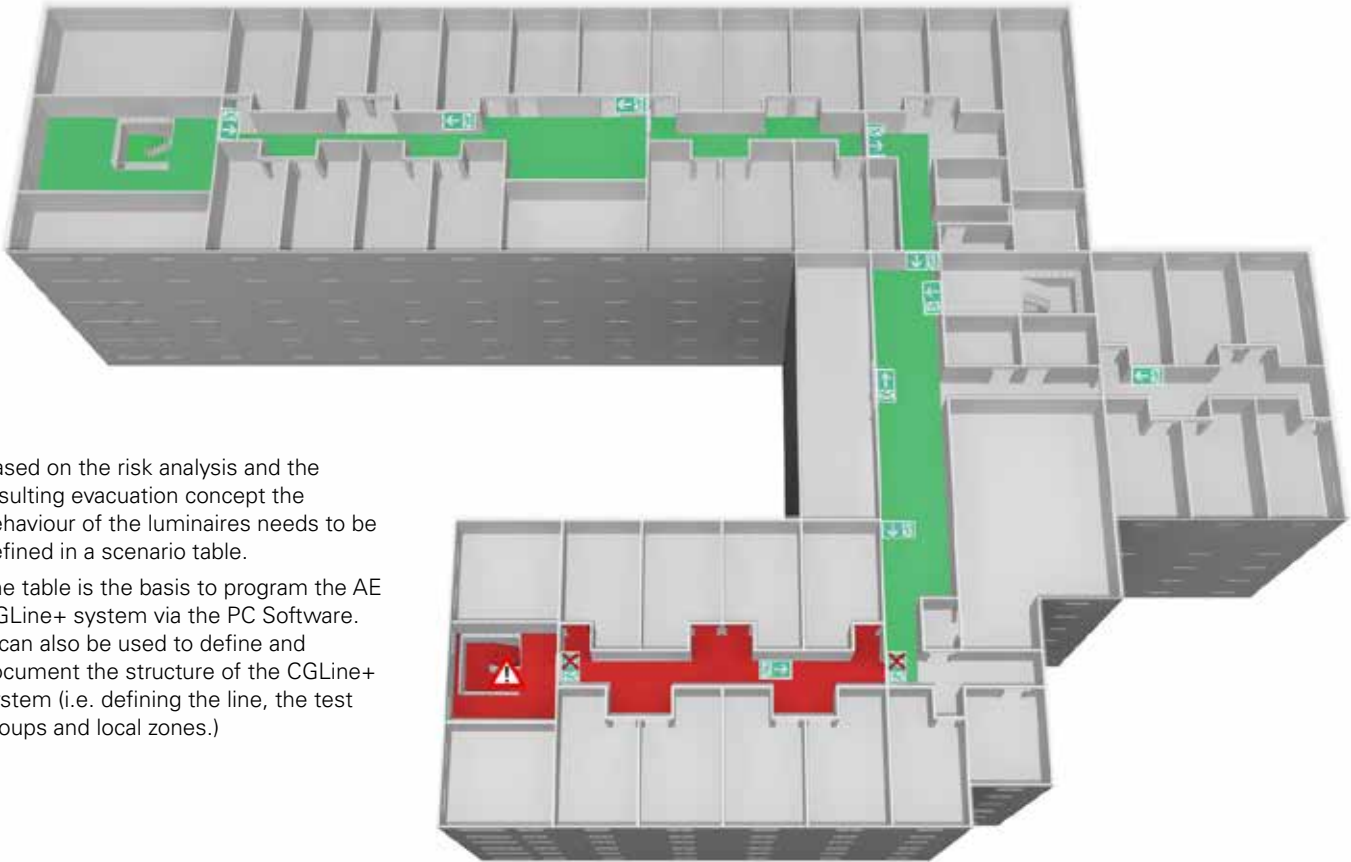 ased on the risk analysis and the
sulting evacuation concept the
ehaviour of the luminaires needs to be
efined in a scenario table.
he table is the basis to program the AE
GLine+ system via the PC Software.
can also be used to define and
ocument the structure of the CGLine+
ystem (i.e. defining the line, the test
roups and local zones.)